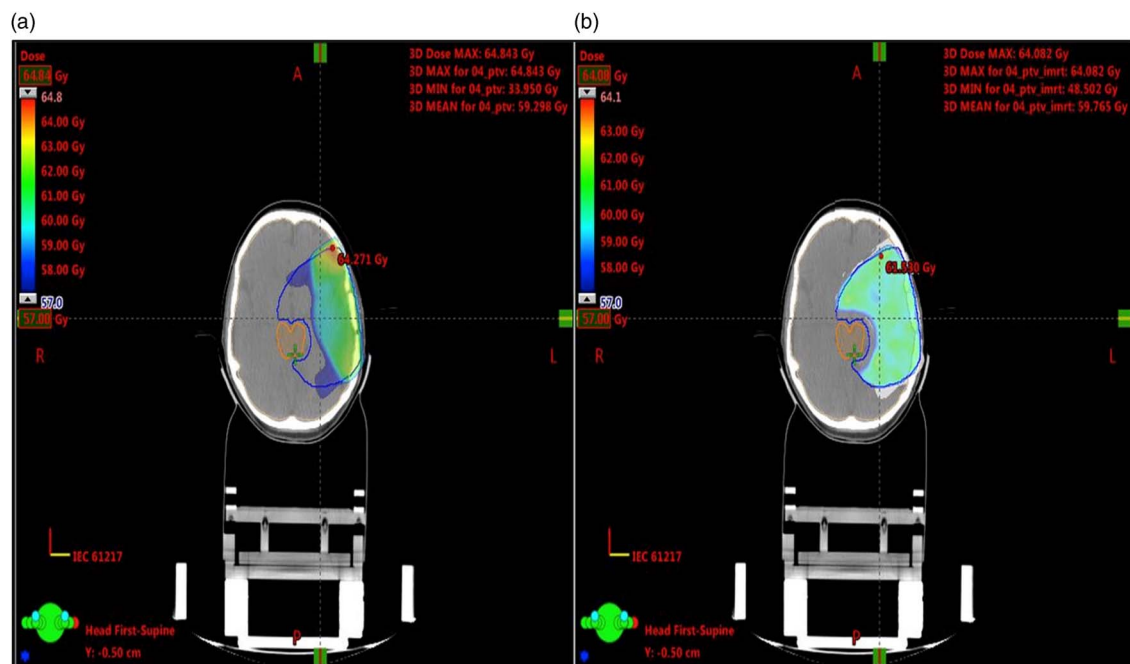 (a)
Dose
64.84 Gy
64.8
64.00 Gy
63.00 Gy
62.00 Gy
61.00 Gy
60.00 Gy
59.00 Gy
58.00 Gy
57.0
57.00 Gy
A
3D Dose MAX: 64.843 Gy
3D MAX for 04_ptv: 64.843 Gy
3D MIN for 04_ptv: 33.950 Gy
3D MEAN for 04_ptv: 59.298 Gy
64.271 Gy
R
L
IEC 61217
Head First-Supine
Y: -0.50 cm
P
(b)
Dose
64.08 Gy
64.1
63.00 Gy
62.00 Gy
61.00 Gy
60.00 Gy
59.00 Gy
58.00 Gy
57.0
57.00 Gy
A
3D Dose MAX: 64.082 Gy
3D MAX for 04_ptv_imrt: 64.082 Gy
3D MIN for 04_ptv_imrt: 48.502 Gy
3D MEAN for 04_ptv_imrt: 59.765 Gy
R
L
IEC 61217
Head First-Supine
Y: -0.50 cm
P